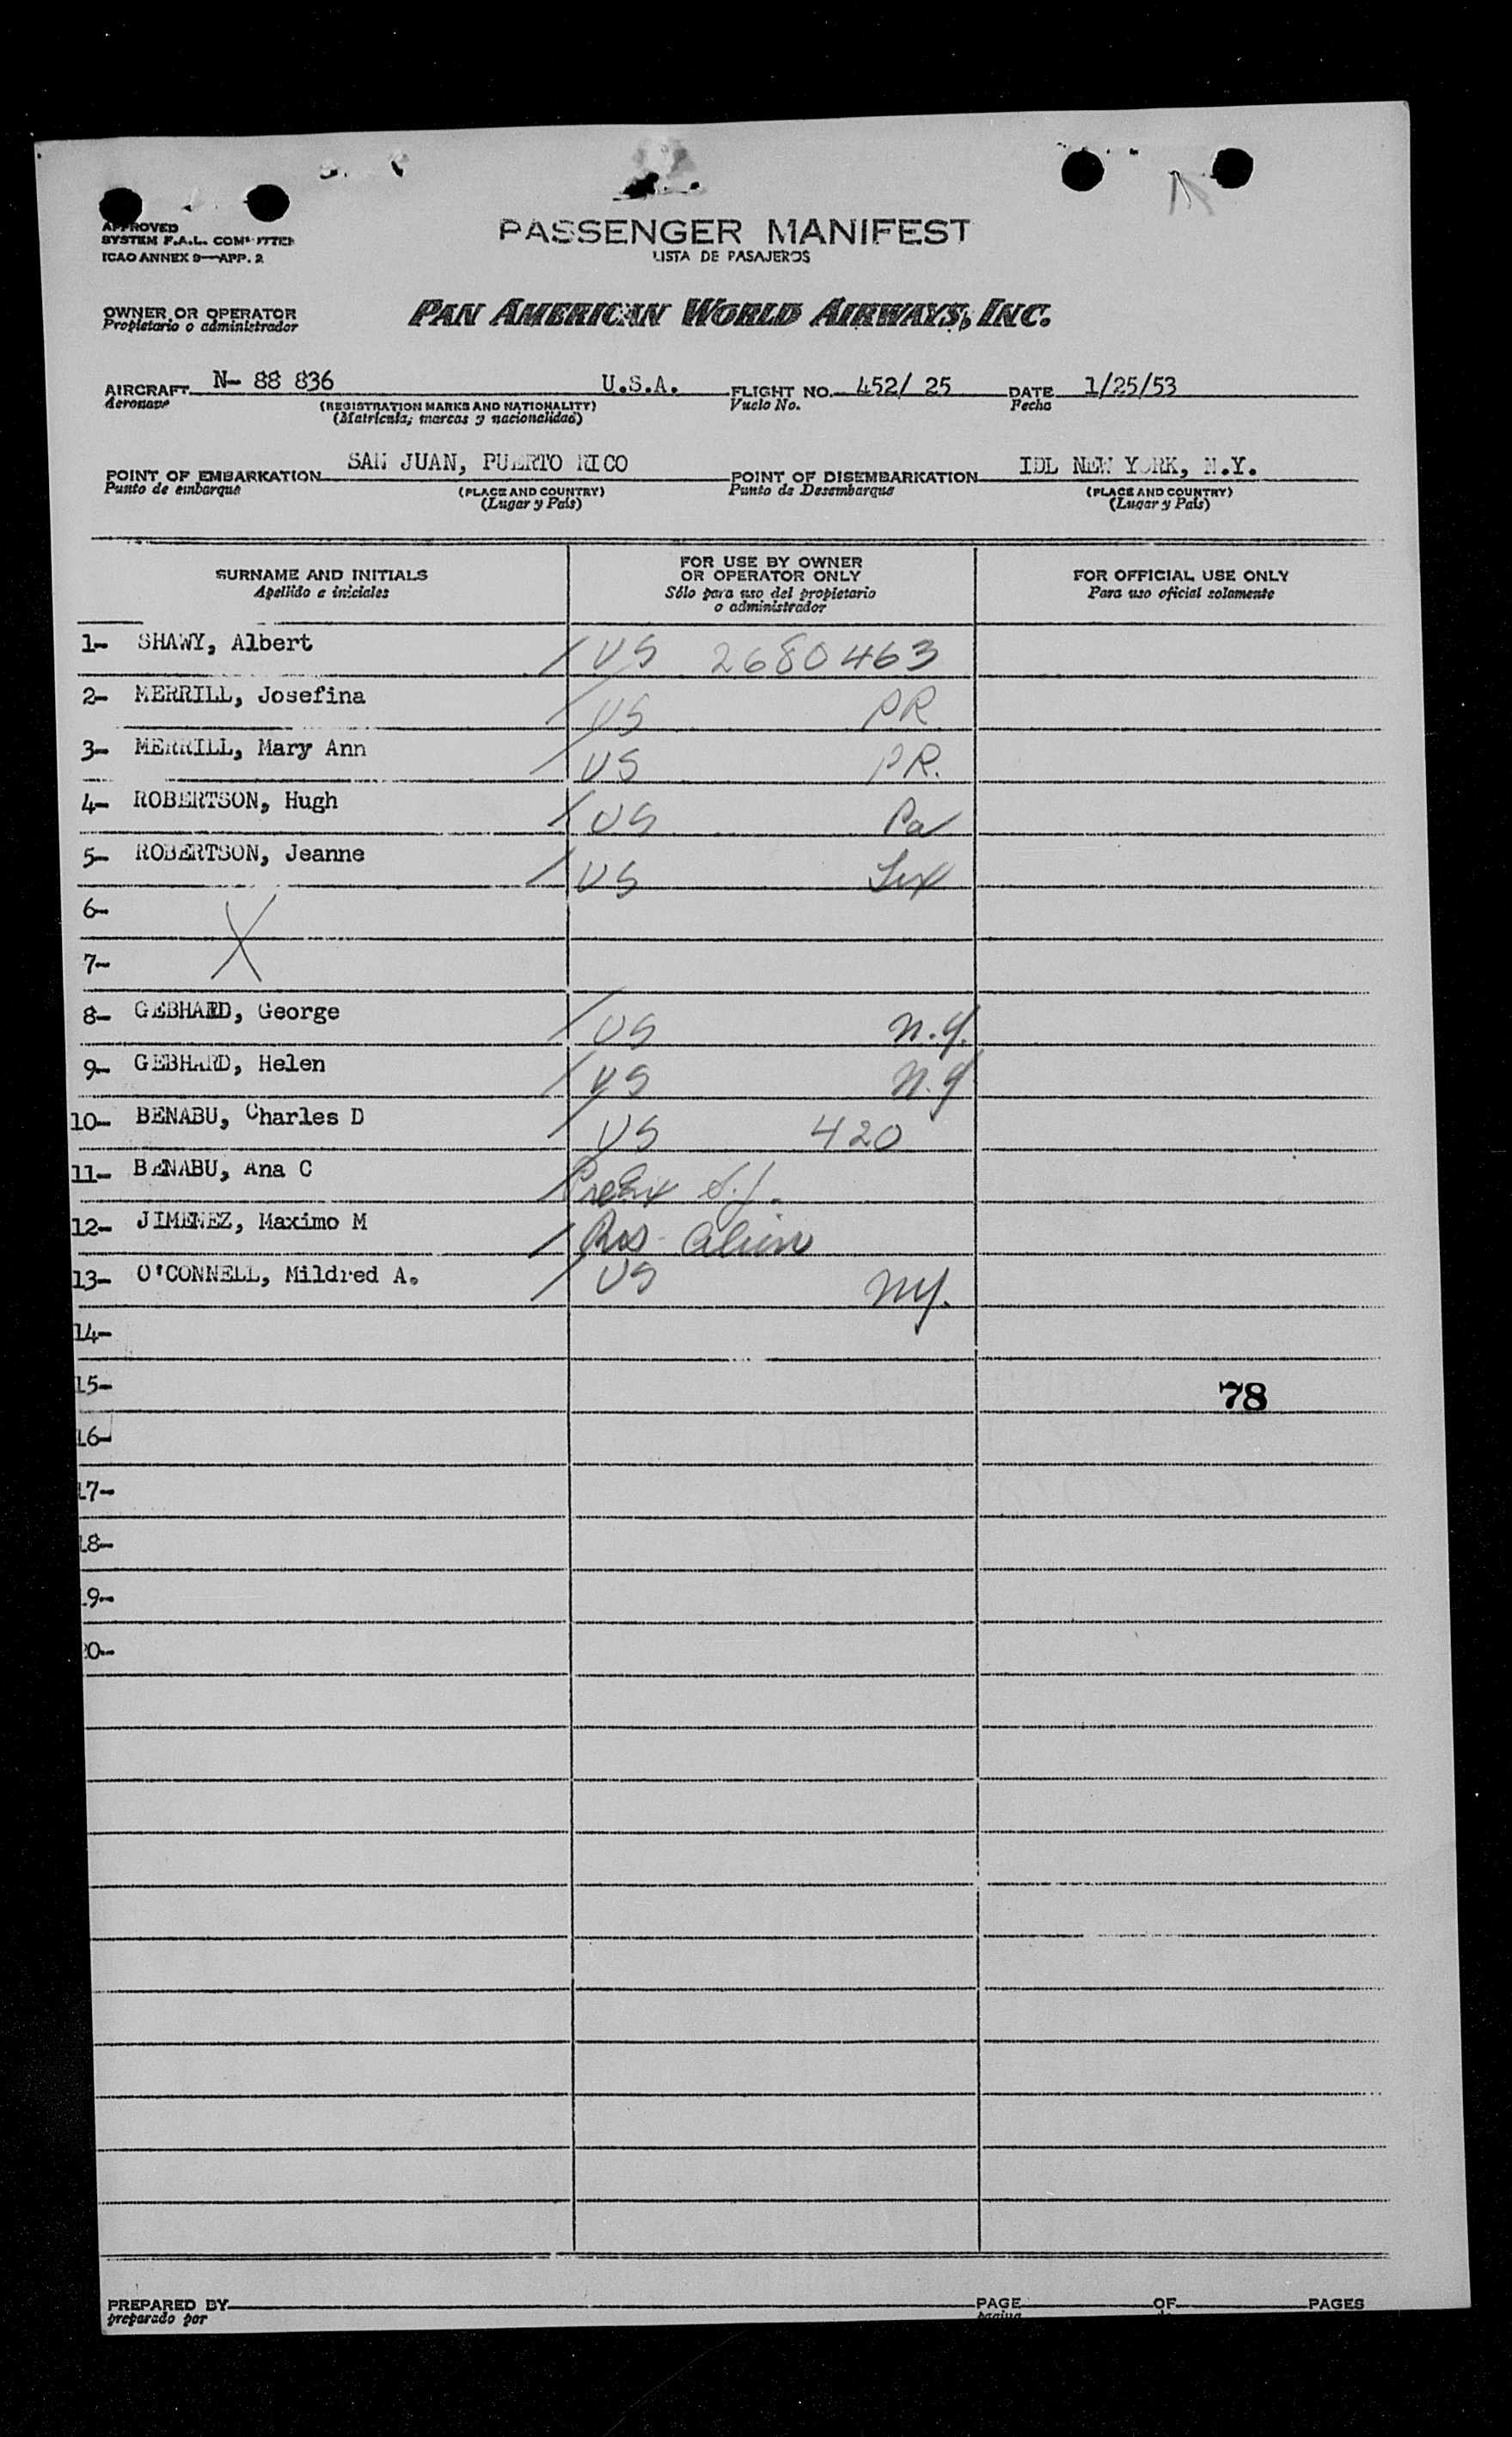 APPROVED
SYSTEM F.A.L. COMMITTEE
ICAO ANNEX 9—APP. 2
PASSENGER MANIFEST
LISTA DE PASAJEROS
OWNER OR OPERATOR
Propietario o administrador
PAN AMERICAN WORLD AIRWAYS, INC.
AIRCRAFT N- 88 836 U.S.A. FLIGHT NO. 452/ 25 DATE 1/25/53
Aeronave (REGISTRATION MARKS AND NATIONALITY) Vuelo No. Fecha
(Matricula; marcas y nacionalidad)
POINT OF EMBARKATION SAN JUAN, PUERTO RICO POINT OF DISEMBARKATION IDL NEW YORK, N.Y.
Punto de embarque (PLACE AND COUNTRY) Punto de Desembarque (PLACE AND COUNTRY)
(Lugar y País) (Lugar y País)
SURNAME AND INITIALS
Apellido e iniciales
FOR USE BY OWNER
OR OPERATOR ONLY
Sólo para uso del propietario
o administrador
FOR OFFICIAL USE ONLY
Para uso oficial solamente
1- SHAWY, Albert / US 2680463
2- MERRILL, Josefina / US PR
3- MERRILL, Mary Ann / US PR.
4- ROBERTSON, Hugh / US Pa
5- ROBERTSON, Jeanne / US
6- X
7-
8- GEBHARD, George / US N.Y.
9- GEBHARD, Helen / US N.Y
10- BENABU, Charles D / US 420
11- BENABU, Ana C / S.J.
12- JIMENEZ, Maximo M / Res Alien
13- O'CONNELL, Mildred A. / US NY.
14-
15-
78
16-
17-
18-
19-
20-
PREPARED BY PAGE OF PAGES
preparado por pagina